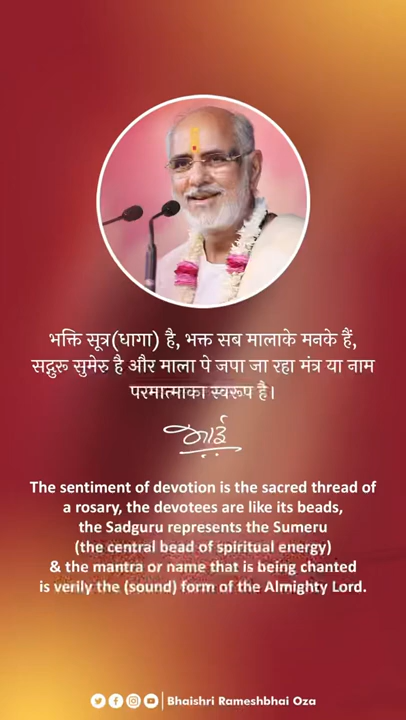 भक्ति सूत्र(धागा) है, भक्त सब मालाके मनके हैं,
सद्गुरू सुमेरु है और माला पे जपा जा रहा मंत्र या नाम
परमात्माका स्वरूप है।
भाई
The sentiment of devotion is the sacred thread of
a rosary, the devotees are like its beads,
the Sadguru represents the Sumeru
(the central bead of spiritual energy)
& the mantra or name that is being chanted
is verily the (sound) form of the Almighty Lord.
Bhaishri Rameshbhai Oza